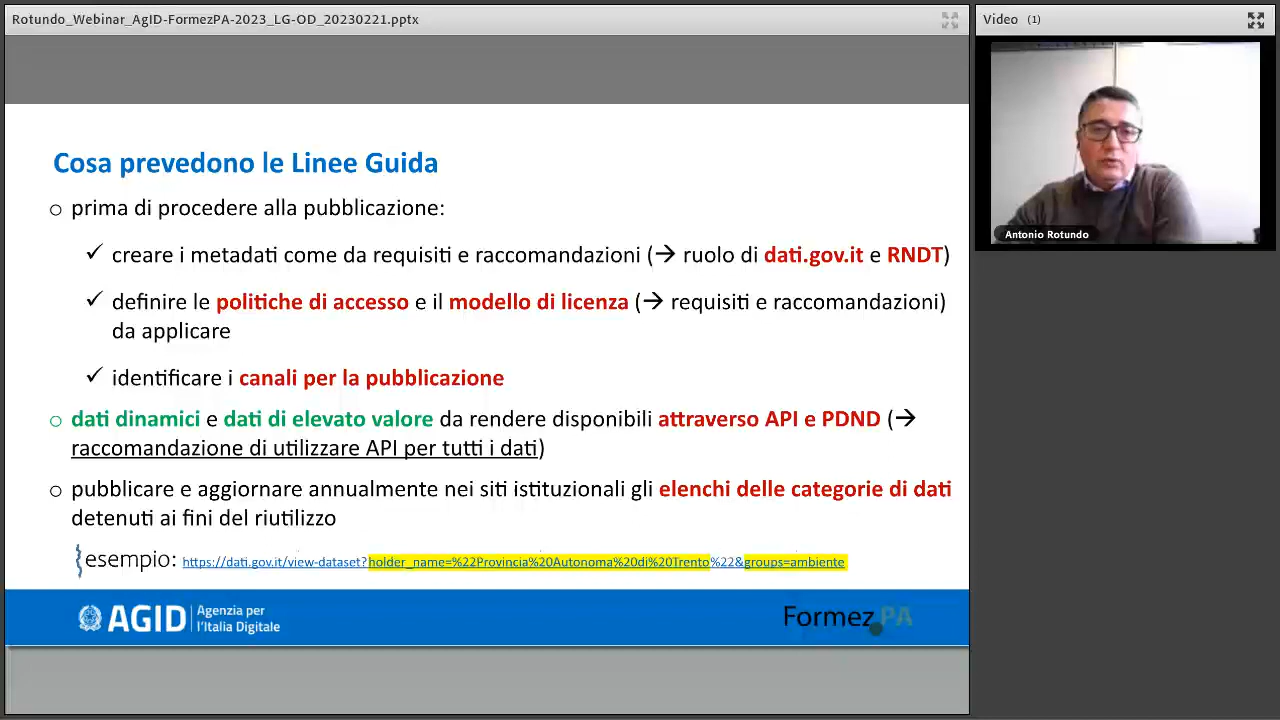 Rotundo_Webinar_AgID-FormezPA-2023_LG-OD_20230221.pptx
Video (1)
Antonio Rotundo
Cosa prevedono le Linee Guida
o prima di procedere alla pubblicazione:
✓ creare i metadati come da requisiti e raccomandazioni (→ ruolo di dati.gov.it e RNDT)
✓ definire le politiche di accesso e il modello di licenza (→ requisiti e raccomandazioni)
da applicare
✓ identificare i canali per la pubblicazione
o dati dinamici e dati di elevato valore da rendere disponibili attraverso API e PDND (→
raccomandazione di utilizzare API per tutti i dati)
o pubblicare e aggiornare annualmente nei siti istituzionali gli elenchi delle categorie di dati
detenuti ai fini del riutilizzo
esempio: https://dati.gov.it/view-dataset?holder_name=%22Provincia%20Autonoma%20di%20Trento%22&groups=ambiente
AGID Agenzia per
l'Italia Digitale
Formez PA